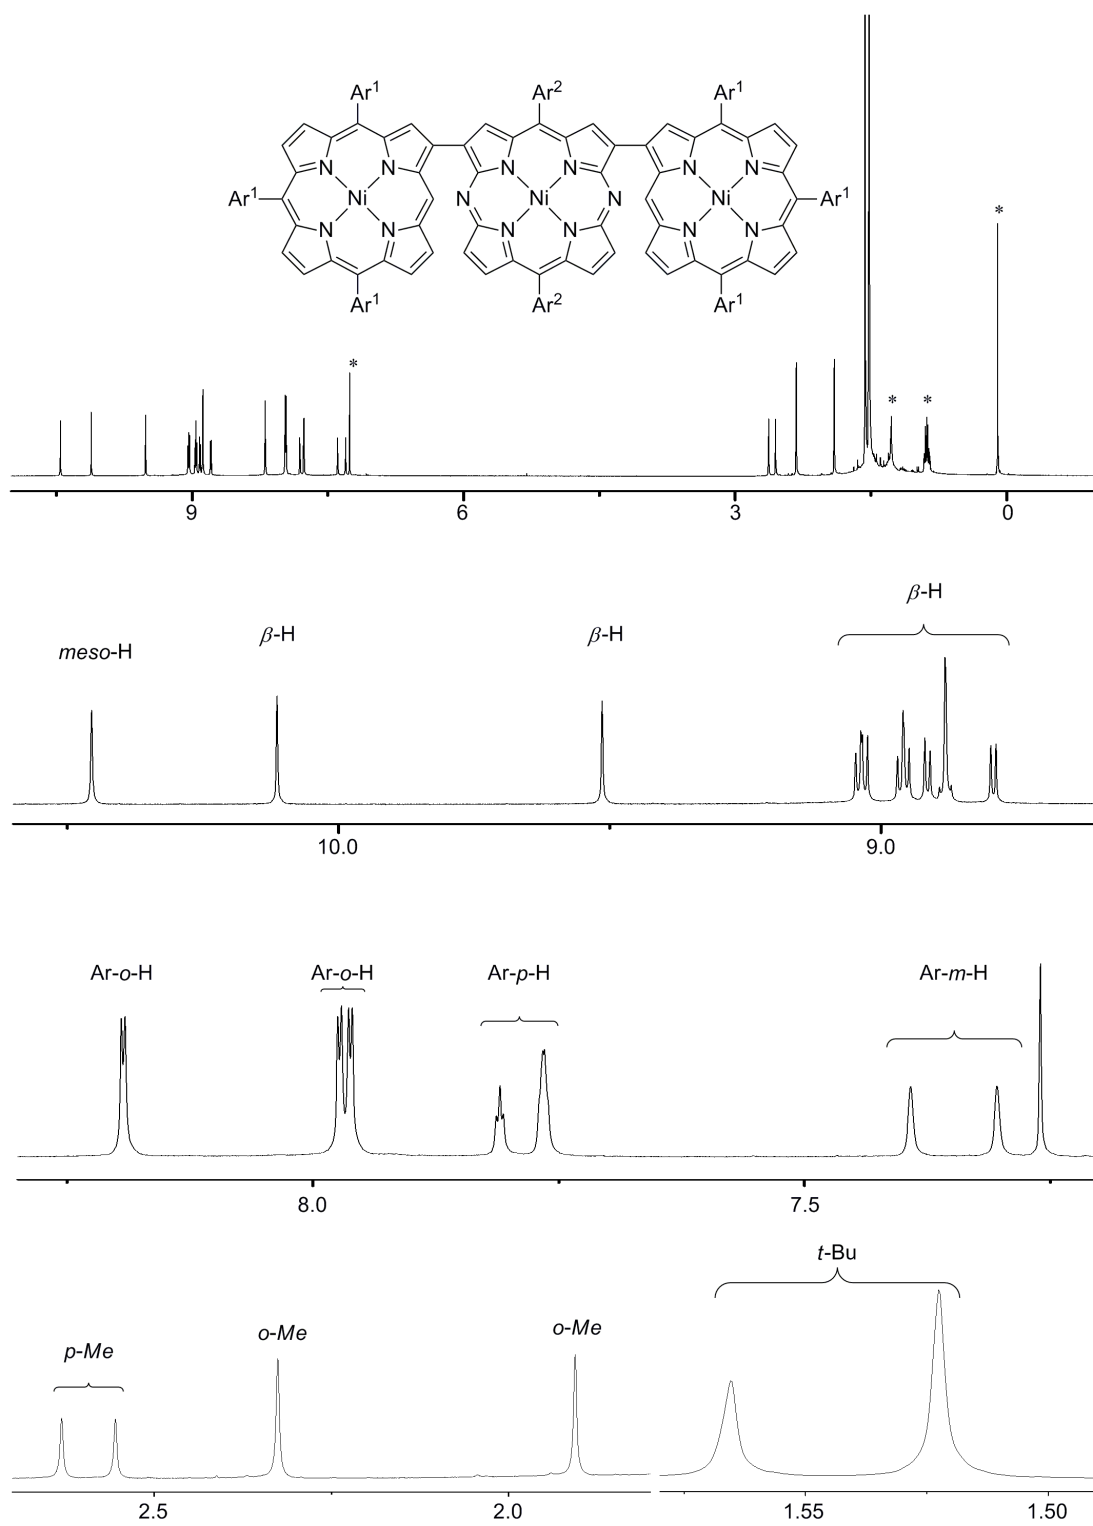 Ar1 Ar2 Ar1
N N N N N N
Ar1 Ni N Ni N Ni Ar1
N N N N N N
Ar1 Ar2 Ar1
*
*
* *
9 6 3 0
meso-H β-H β-H β-H
10.0 9.0
Ar-o-H Ar-o-H Ar-p-H Ar-m-H
8.0 7.5
p-Me o-Me o-Me t-Bu
2.5 2.0 1.55 1.50